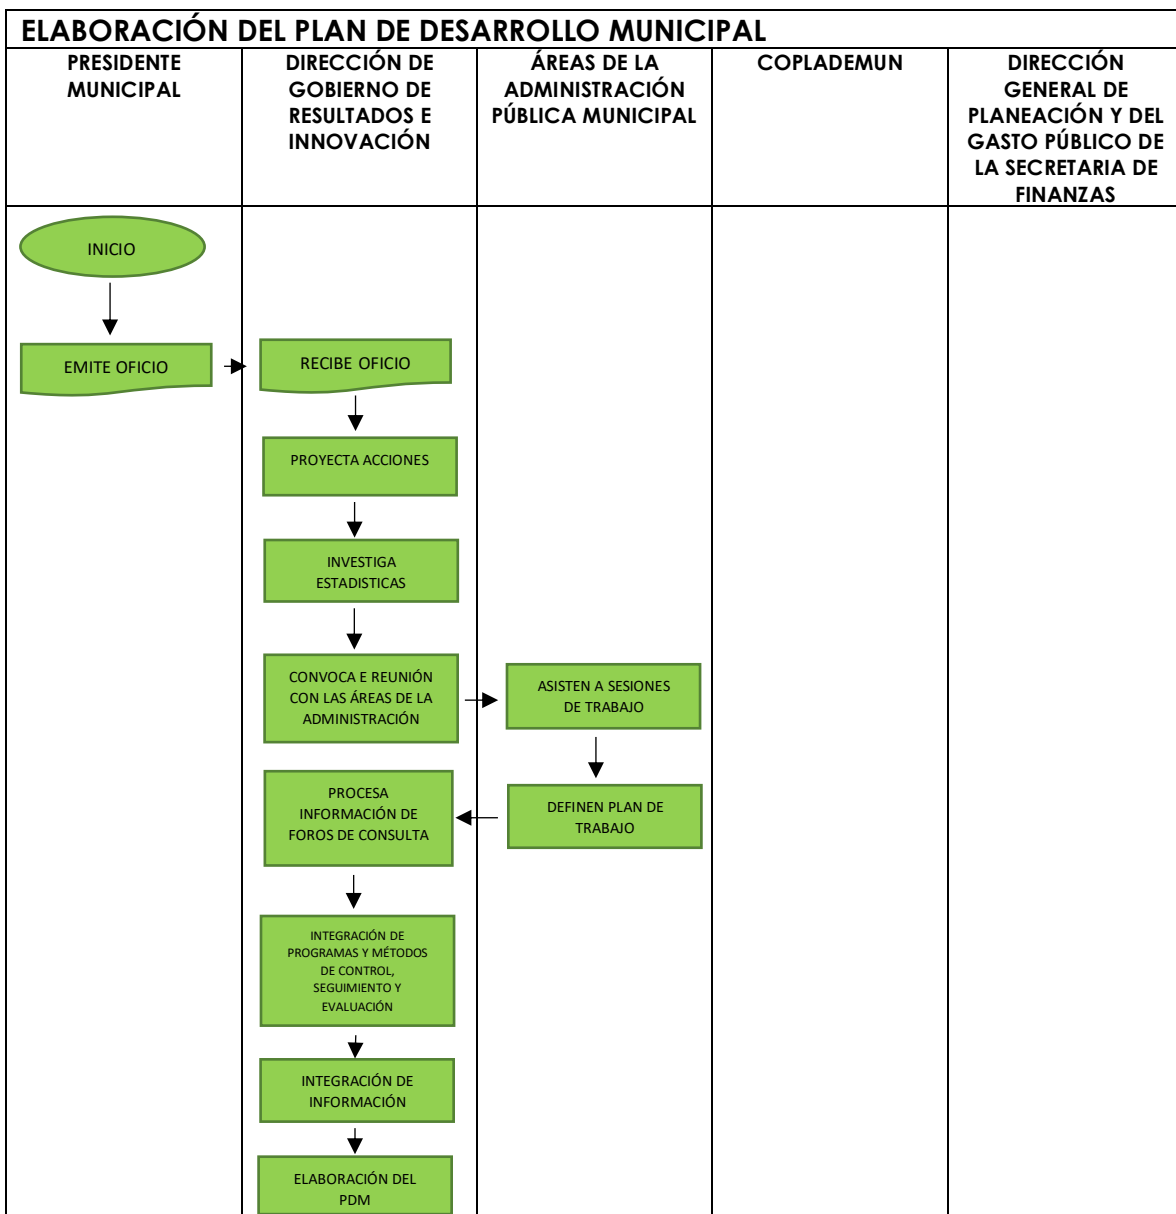 ELABORACIÓN DEL PLAN DE DESARROLLO MUNICIPAL
PRESIDENTE
MUNICIPAL
DIRECCIÓN DE
GOBIERNO DE
RESULTADOS E
INNOVACIÓN
ÁREAS DE LA
ADMINISTRACIÓN
PÚBLICA MUNICIPAL
COPLADEMUN
DIRECCIÓN
GENERAL DE
PLANEACIÓN Y DEL
GASTO PÚBLICO DE
LA SECRETARIA DE
FINANZAS
INICIO
EMITE OFICIO
RECIBE OFICIO
PROYECTA ACCIONES
INVESTIGA
ESTADISTICAS
CONVOCA E REUNIÓN
CON LAS ÁREAS DE LA
ADMINISTRACIÓN
ASISTEN A SESIONES
DE TRABAJO
DEFINEN PLAN DE
TRABAJO
PROCESA
INFORMACIÓN DE
FOROS DE CONSULTA
INTEGRACIÓN DE
PROGRAMAS Y MÉTODOS
DE CONTROL,
SEGUIMIENTO Y
EVALUACIÓN
INTEGRACIÓN DE
INFORMACIÓN
ELABORACIÓN DEL
PDM